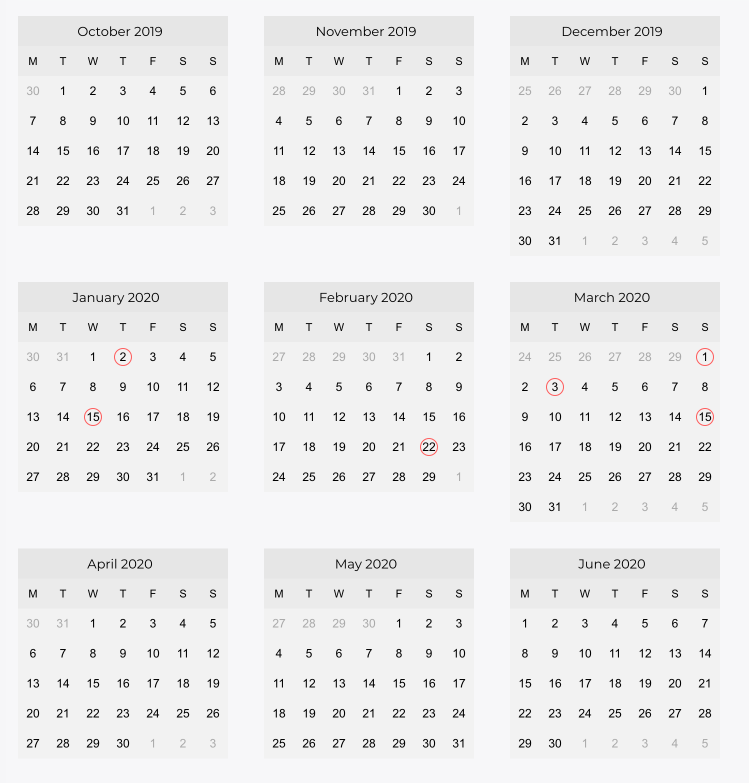 October 2019 November 2019 December 2019
M T W T F S S M T W T F S S M T W T F S S
30 1 2 3 4 5 6 28 29 30 31 1 2 3 25 26 27 28 29 30 1
7 8 9 10 11 12 13 4 5 6 7 8 9 10 2 3 4 5 6 7 8
14 15 16 17 18 19 20 11 12 13 14 15 16 17 9 10 11 12 13 14 15
21 22 23 24 25 26 27 18 19 20 21 22 23 24 16 17 18 19 20 21 22
28 29 30 31 1 2 3 25 26 27 28 29 30 1 23 24 25 26 27 28 29
30 31 1 2 3 4 5
January 2020 February 2020 March 2020
M T W T F S S M T W T F S S M T W T F S S
30 31 1 2 3 4 5 27 28 29 30 31 1 2 24 25 26 27 28 29 1
6 7 8 9 10 11 12 3 4 5 6 7 8 9 2 3 4 5 6 7 8
13 14 15 16 17 18 19 10 11 12 13 14 15 16 9 10 11 12 13 14 15
20 21 22 23 24 25 26 17 18 19 20 21 22 23 16 17 18 19 20 21 22
27 28 29 30 31 1 2 24 25 26 27 28 29 1 23 24 25 26 27 28 29
30 31 1 2 3 4 5
April 2020 May 2020 June 2020
M T W T F S S M T W T F S S M T W T F S S
30 31 1 2 3 4 5 27 28 29 30 1 2 3 1 2 3 4 5 6 7
6 7 8 9 10 11 12 4 5 6 7 8 9 10 8 9 10 11 12 13 14
13 14 15 16 17 18 19 11 12 13 14 15 16 17 15 16 17 18 19 20 21
20 21 22 23 24 25 26 18 19 20 21 22 23 24 22 23 24 25 26 27 28
27 28 29 30 1 2 3 25 26 27 28 29 30 31 29 30 1 2 3 4 5